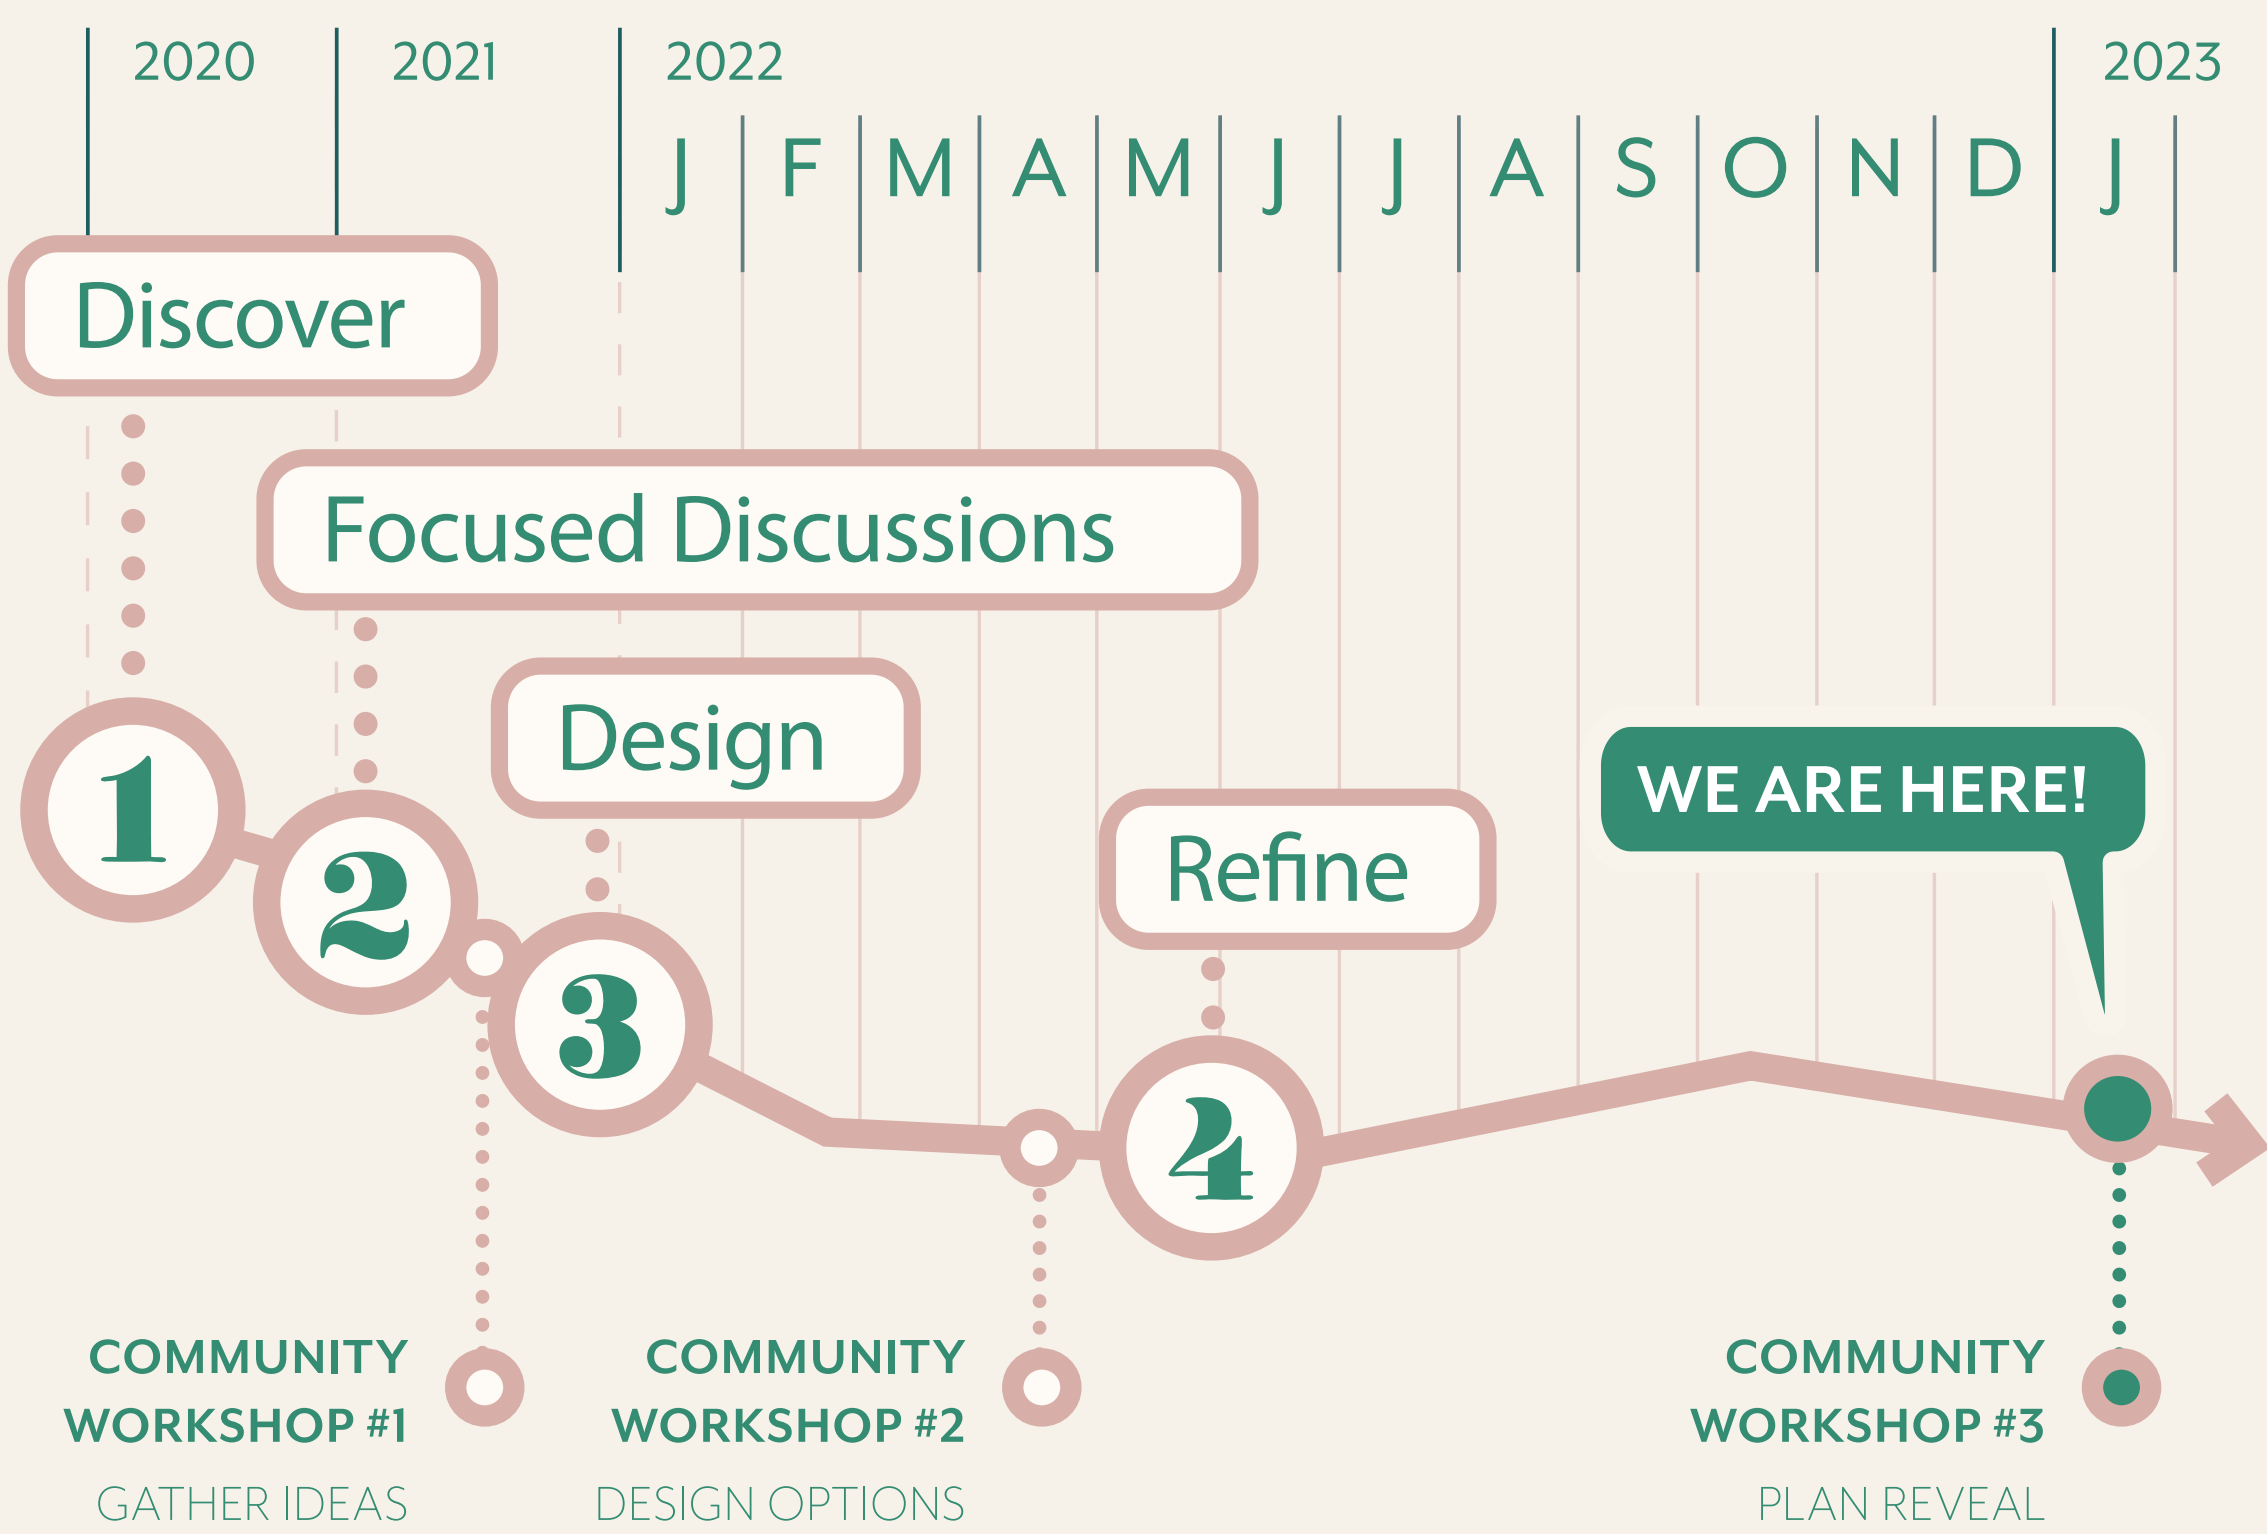 2020 2021 2022 2023
J F M A M J J A S O N D J
Discover
Focused Discussions
Design
WE ARE HERE!
Refine
1
2
3
4
COMMUNITY
WORKSHOP #1
GATHER IDEAS
COMMUNITY
WORKSHOP #2
DESIGN OPTIONS
COMMUNITY
WORKSHOP #3
PLAN REVEAL